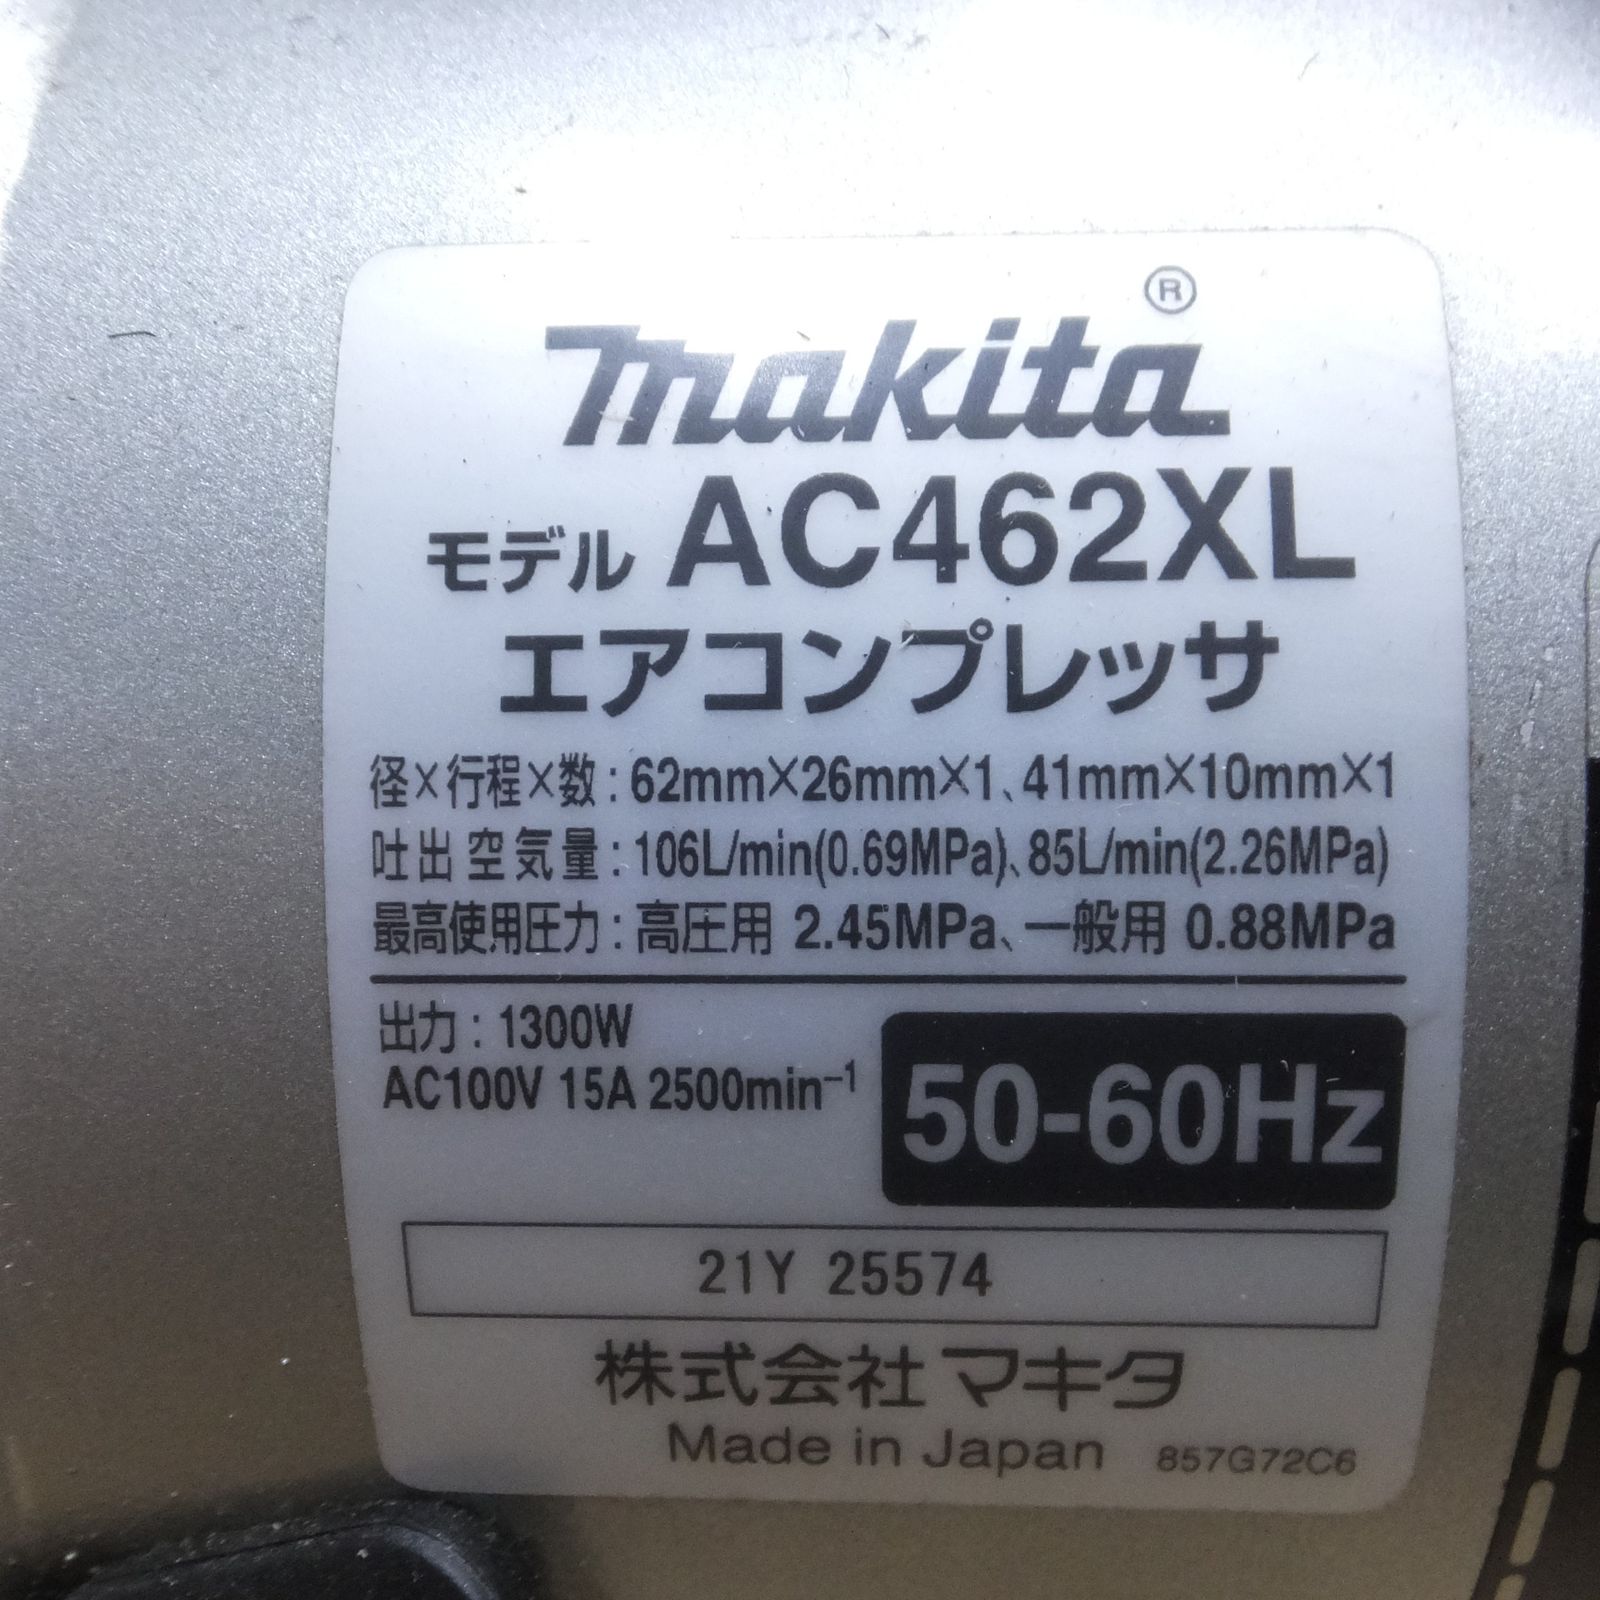 makita®
モデル AC462XL
エアコンプレッサ
径×行程×数：62mm×26mm×1、41mm×10mm×1
吐出空気量：106L/min(0.69MPa)、85L/min(2.26MPa)
最高使用圧力：高圧用 2.45MPa、一般用 0.88MPa
出力：1300W
AC100V 15A 2500min⁻¹
50-60Hz
21Y 25574
株式会社マキタ
Made in Japan 857G72C6